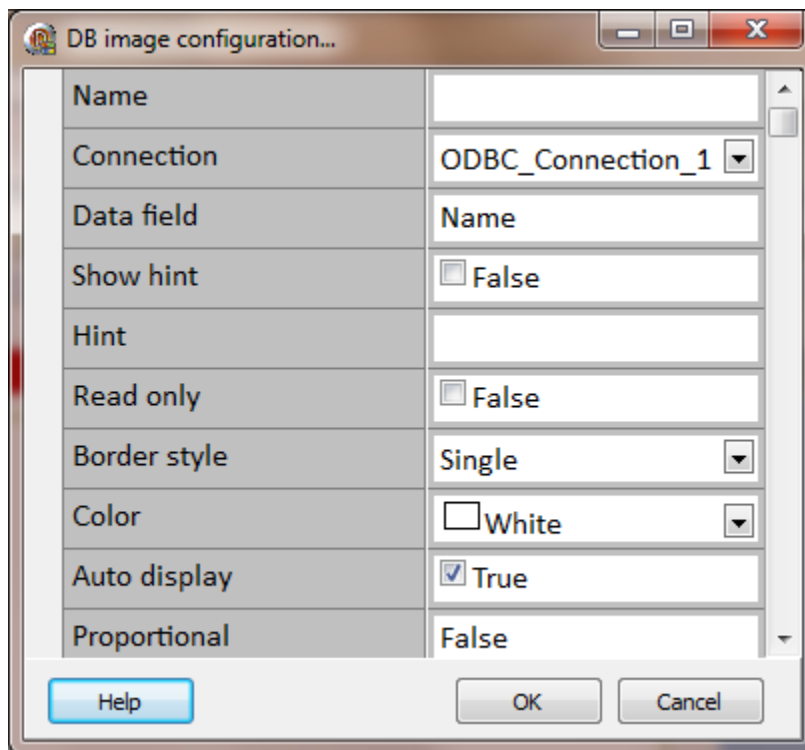 DB image configuration...
Name
Connection ODBC_Connection_1
Data field Name
Show hint False
Hint
Read only False
Border style Single
Color White
Auto display True
Proportional False
Help OK Cancel